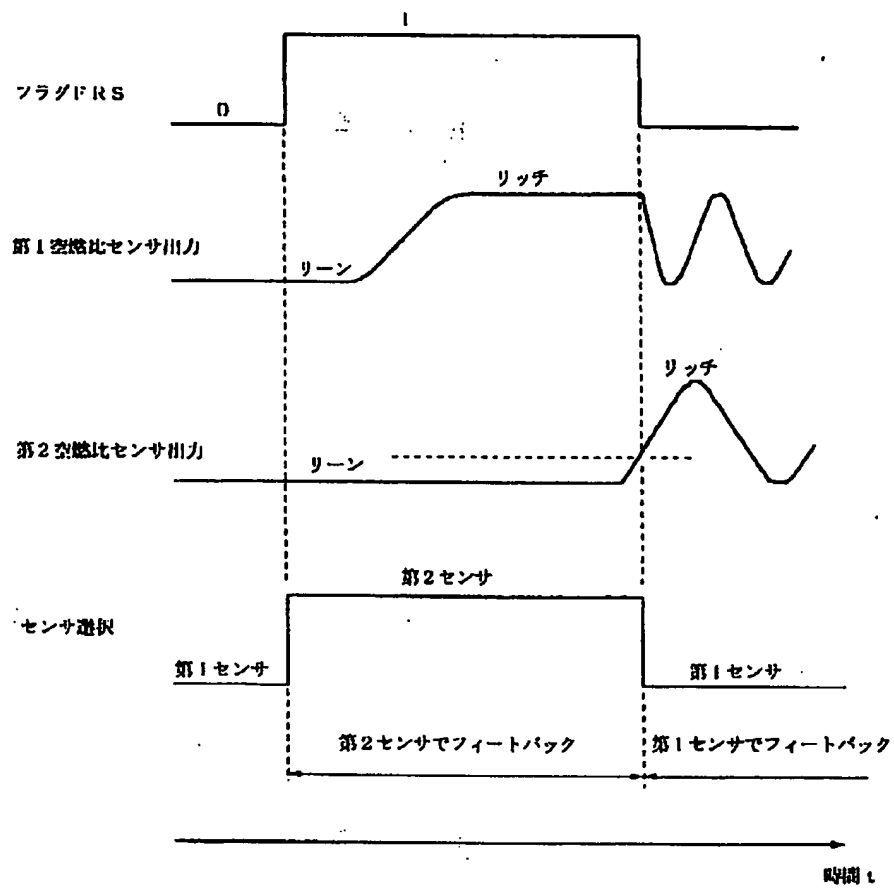 1
フラグFRS
0
リッチ
第1空燃比センサ出力
リーン
リッチ
第2空燃比センサ出力
リーン
第2センサ
センサ選択
第1センサ
第1センサ
第2センサでフィートバック
第1センサでフィートバック
時間 t